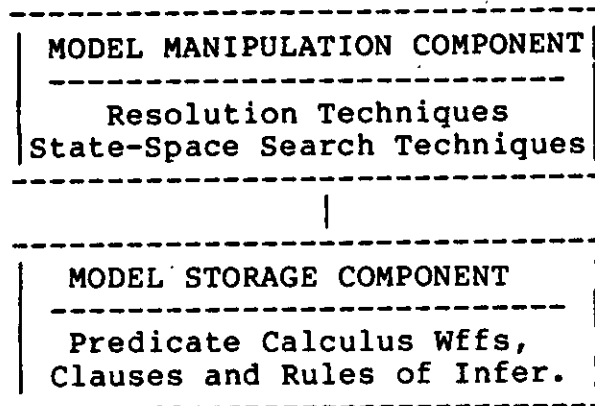 MODEL MANIPULATION COMPONENT
Resolution Techniques
State-Space Search Techniques
MODEL STORAGE COMPONENT
Predicate Calculus Wffs,
Clauses and Rules of Infer.